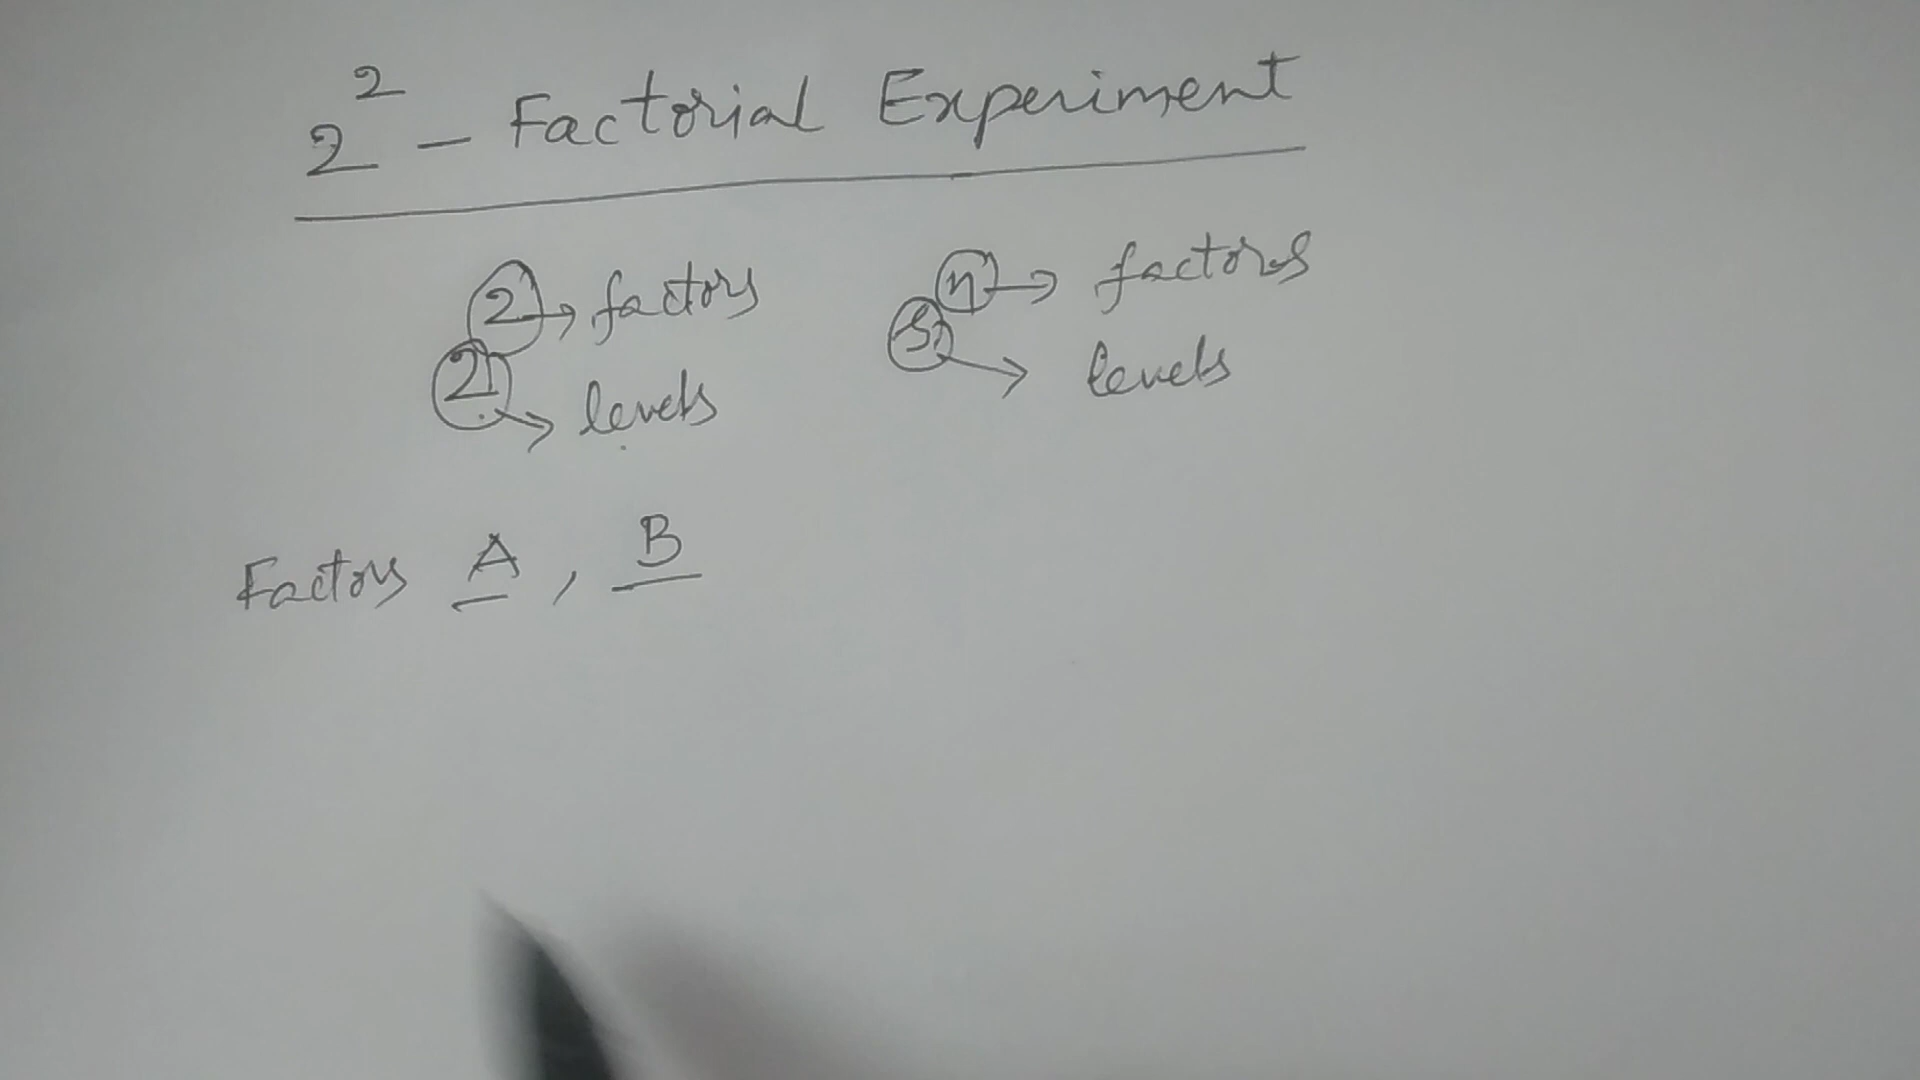 2² - Factorial Experiment
2 → factors
2 → levels
n → factors
s → levels
Factors A, B